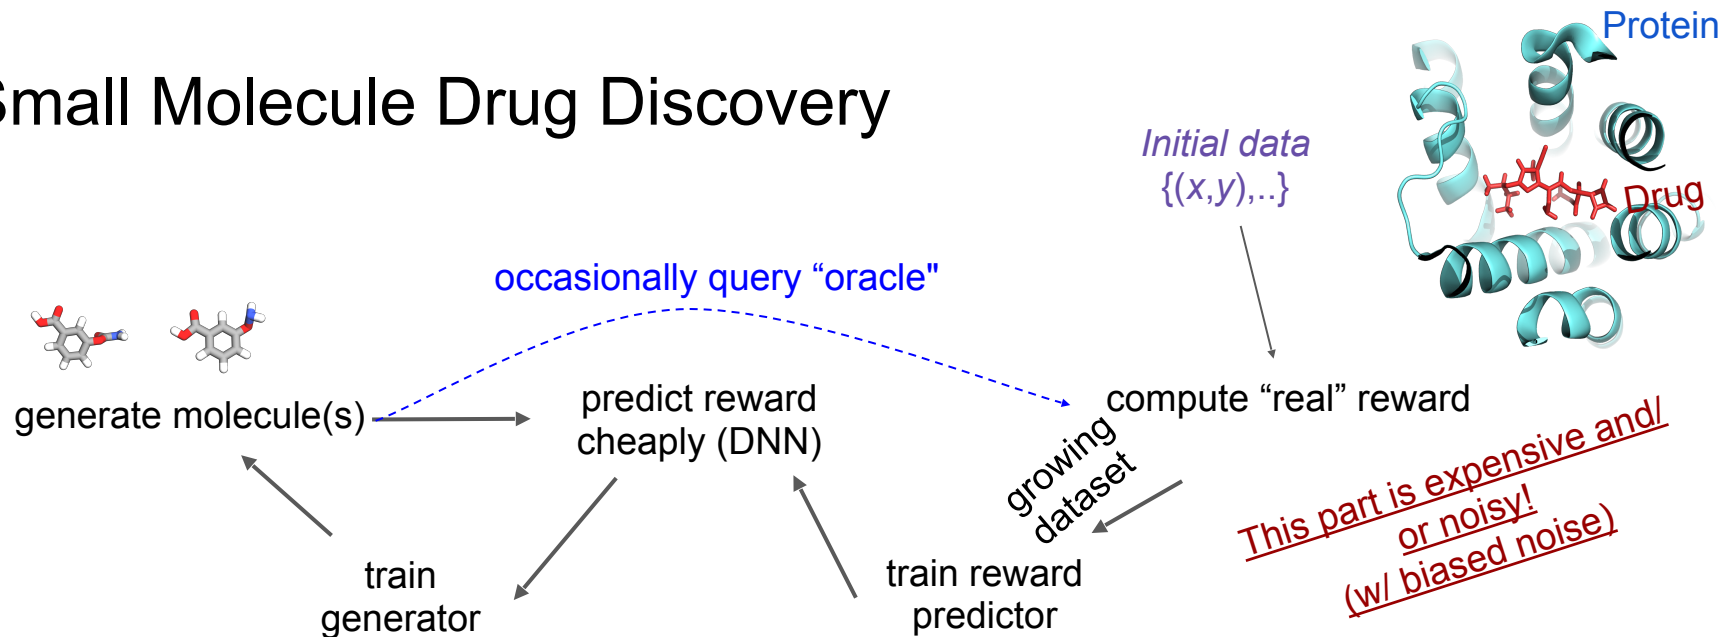 Small Molecule Drug Discovery
Protein
Drug
Initial data
{(x,y),..}
occasionally query “oracle"
generate molecule(s)
predict reward
cheaply (DNN)
compute “real” reward
growing
dataset
This part is expensive and/
or noisy!
(w/ biased noise)
train
generator
train reward
predictor